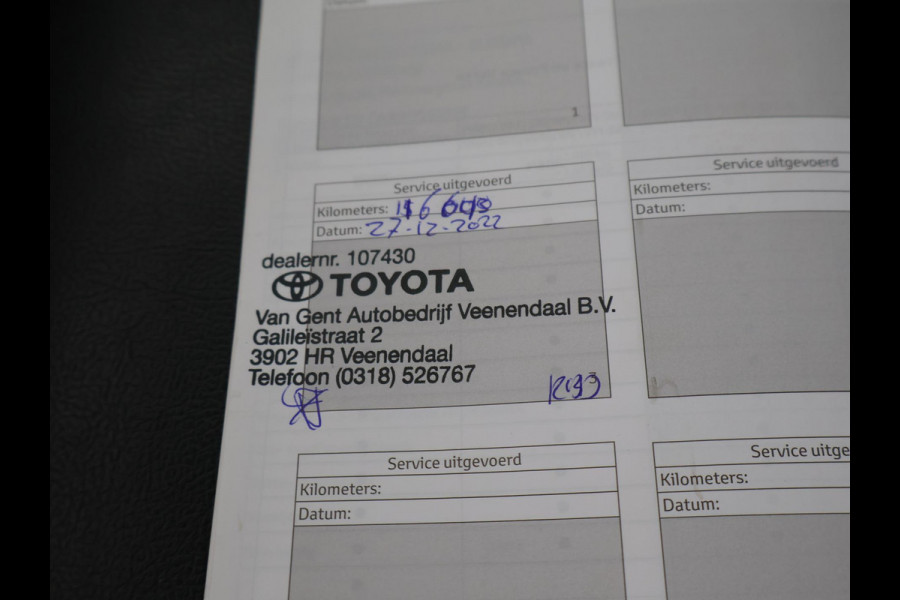 1
Service uitgevoerd
Kilometers:
Datum: 27-12-2022
dealernr. 107430
TOYOTA
Van Gent Autobedrijf Veenendaal B.V.
Galileïstraat 2
3902 HR Veenendaal
Telefoon (0318) 526767
Service uitgevoerd
Kilometers:
Datum:
Service uitgevoerd
Kilometers:
Datum:
Service uitge
Kilometers:
Datum: